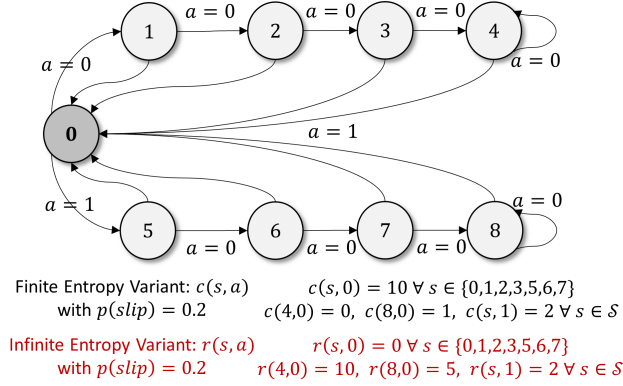 a = 0
a = 0
a = 0
1
2
3
4
a = 0
a = 0
0
a = 1
a = 1
a = 0
5
6
7
8
a = 0
a = 0
a = 0
Finite Entropy Variant: c(s, a)
with p(slip) = 0.2
c(s, 0) = 10 ∀ s ∈ {0,1,2,3,5,6,7}
c(4,0) = 0, c(8,0) = 1, c(s, 1) = 2 ∀ s ∈ 𝒮
Infinite Entropy Variant: r(s, a)
with p(slip) = 0.2
r(s, 0) = 0 ∀ s ∈ {0,1,2,3,5,6,7}
r(4,0) = 10, r(8,0) = 5, r(s, 1) = 2 ∀ s ∈ 𝒮